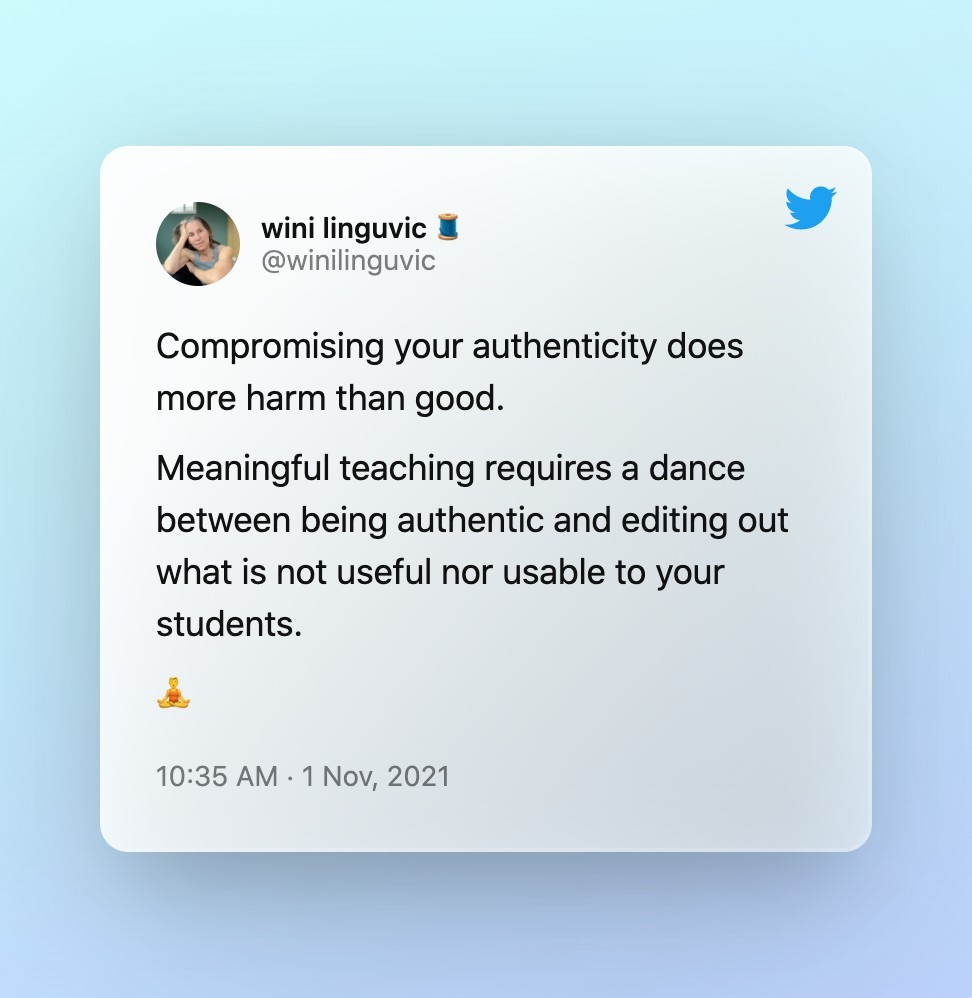 wini linguvic 🧵
@winilinguvic
Compromising your authenticity does
more harm than good.
Meaningful teaching requires a dance
between being authentic and editing out
what is not useful nor usable to your
students.
🧘
10:35 AM · 1 Nov, 2021